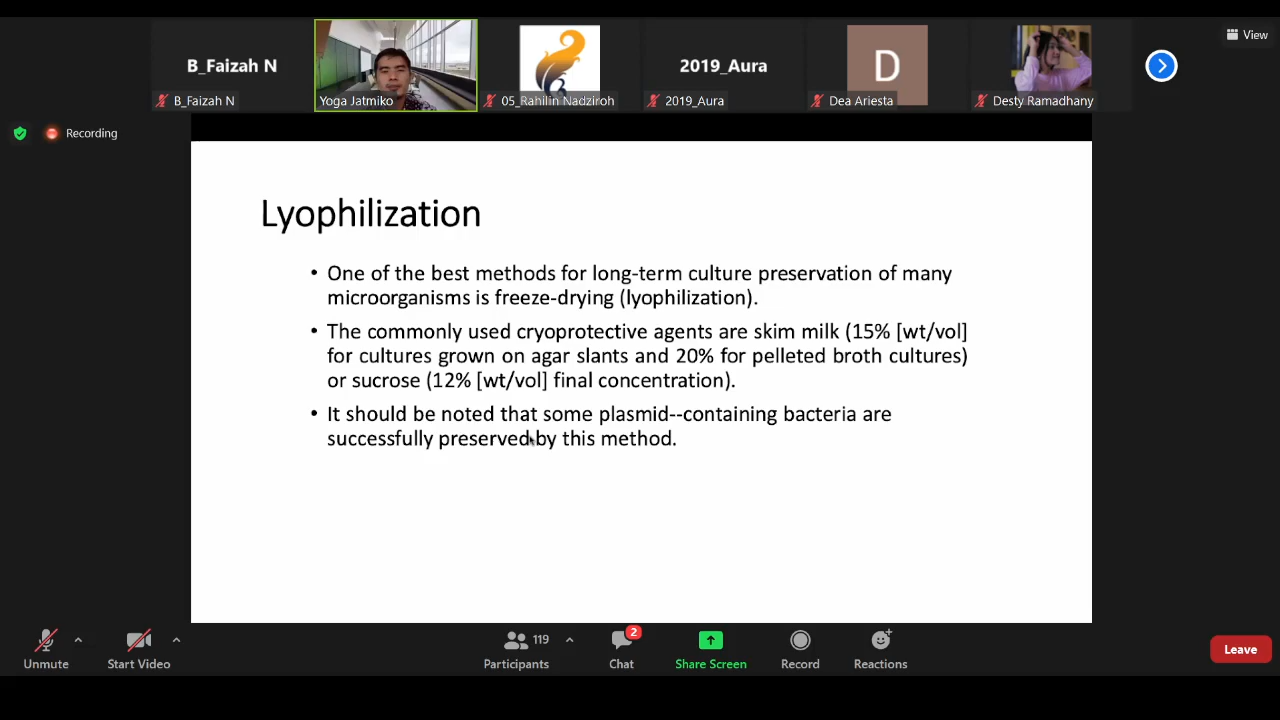 B_Faizah N
2019_Aura
D
View
B_Faizah N
Yoga Jatmiko
05_Rahilin Nadziroh
2019_Aura
Dea Ariesta
Desty Ramadhany
Recording
Lyophilization
• One of the best methods for long-term culture preservation of many
microorganisms is freeze-drying (lyophilization).
• The commonly used cryoprotective agents are skim milk (15% [wt/vol]
for cultures grown on agar slants and 20% for pelleted broth cultures)
or sucrose (12% [wt/vol] final concentration).
• It should be noted that some plasmid--containing bacteria are
successfully preserved by this method.
119
2
Unmute
Start Video
Participants
Chat
Share Screen
Record
Reactions
Leave